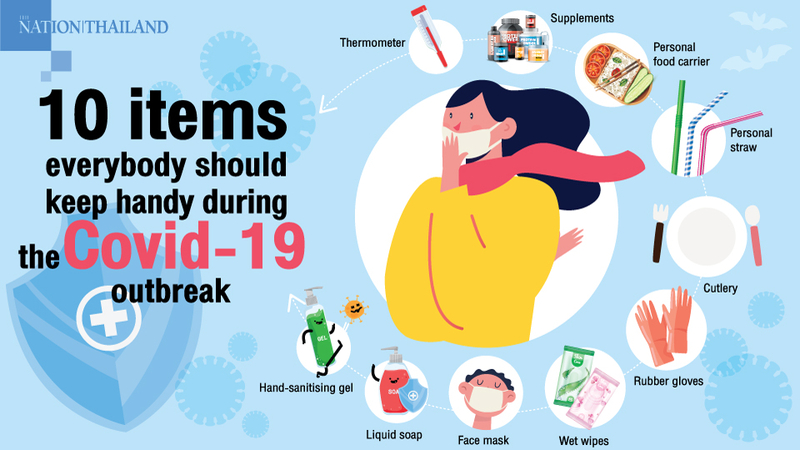 THE
NATION|THAILAND
10 items
everybody should
keep handy during
the Covid-19
outbreak
Thermometer
Supplements
Personal
food carrier
Personal
straw
Cutlery
Rubber gloves
Wet wipes
Face mask
Liquid soap
Hand-sanitising gel
GEL